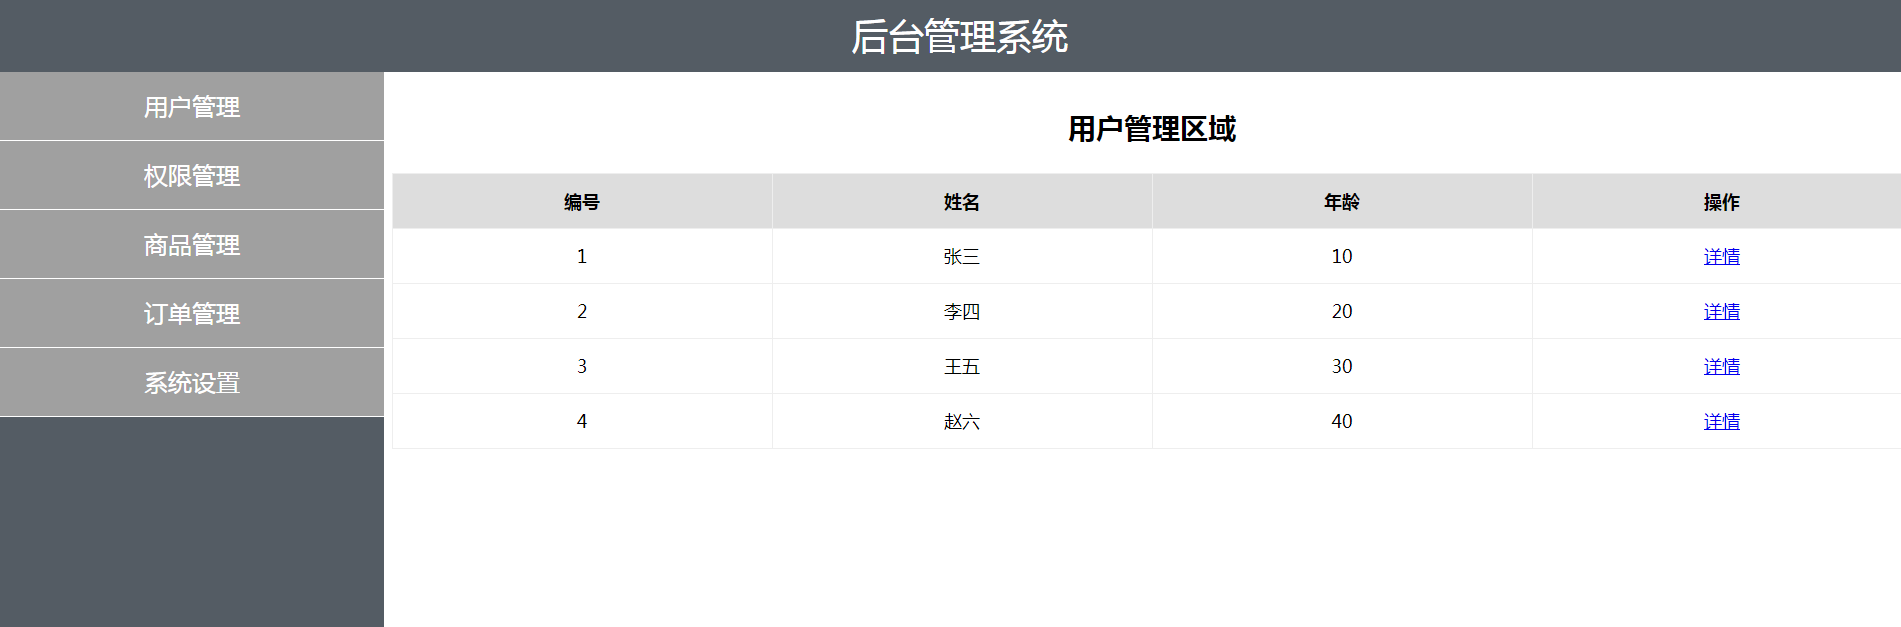 后台管理系统
用户管理
权限管理
商品管理
订单管理
系统设置
用户管理区域
编号 姓名 年龄 操作
1 张三 10 详情
2 李四 20 详情
3 王五 30 详情
4 赵六 40 详情